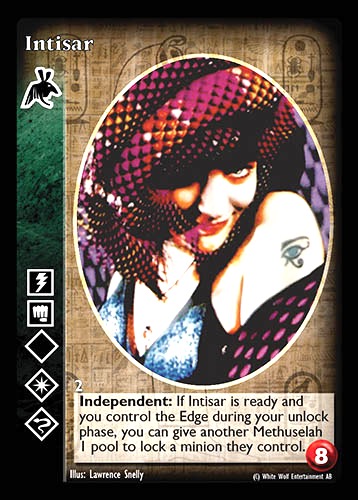 Intisar
2
Independent: If Intisar is ready and
you control the Edge during your unlock
phase, you can give another Methuselah
1 pool to lock a minion they control.
8
Illus: Lawrence Snelly
(C) White Wolf Entertainment AB